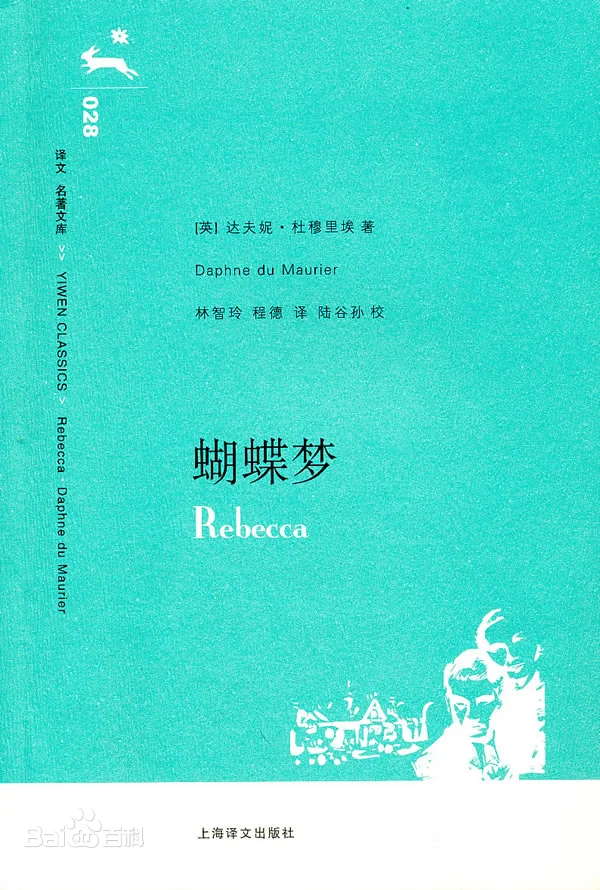 028
译文 名著文库 >> YIWEN CLASSICS > Rebecca Daphne du Maurier
[英] 达夫妮·杜穆里埃 著
Daphne du Maurier
林智玲 程德 译 陆谷孙 校
蝴蝶梦
Rebecca
上海译文出版社
Bai百科